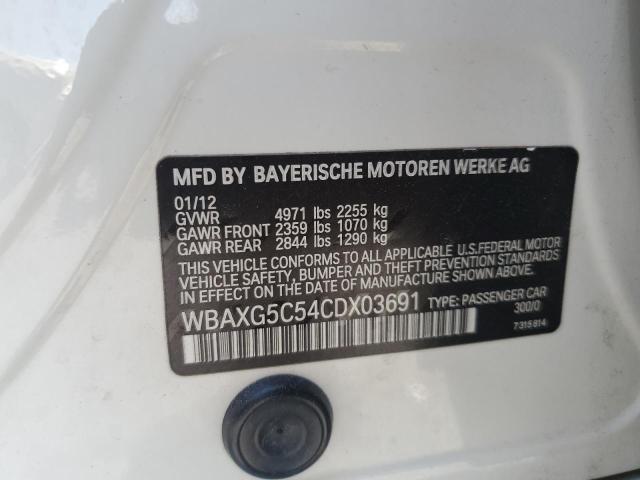 MFD BY BAYERISCHE MOTOREN WERKE AG
01/12
GVWR 4971 lbs 2255 kg
GAWR FRONT 2359 lbs 1070 kg
GAWR REAR 2844 lbs 1290 kg
THIS VEHICLE CONFORMS TO ALL APPLICABLE U.S.FEDERAL MOTOR
VEHICLE SAFETY, BUMPER AND THEFT PREVENTION STANDARDS
IN EFFECT ON THE DATE OF MANUFACTURE SHOWN ABOVE.
WBAXG5C54CDX03691 TYPE: PASSENGER CAR
300/0
7315814